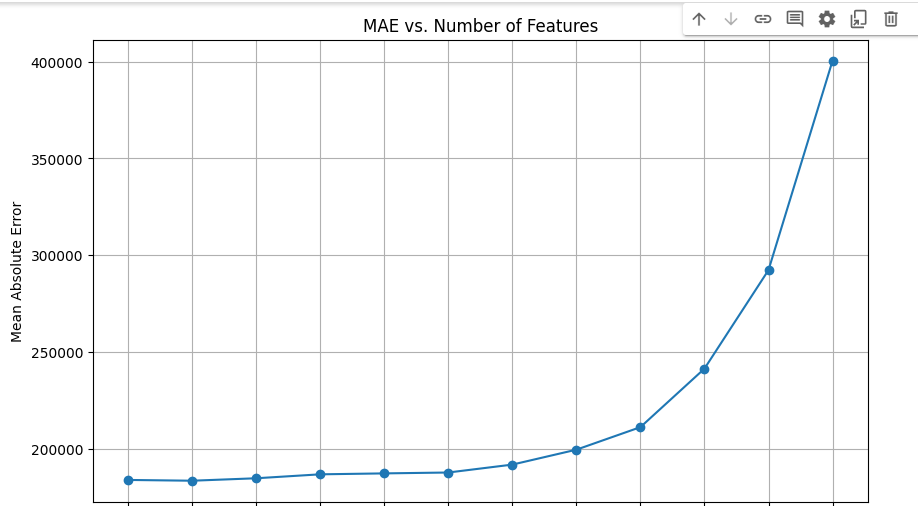 MAE vs. Number of Features
400000
350000
300000
250000
200000
Mean Absolute Error